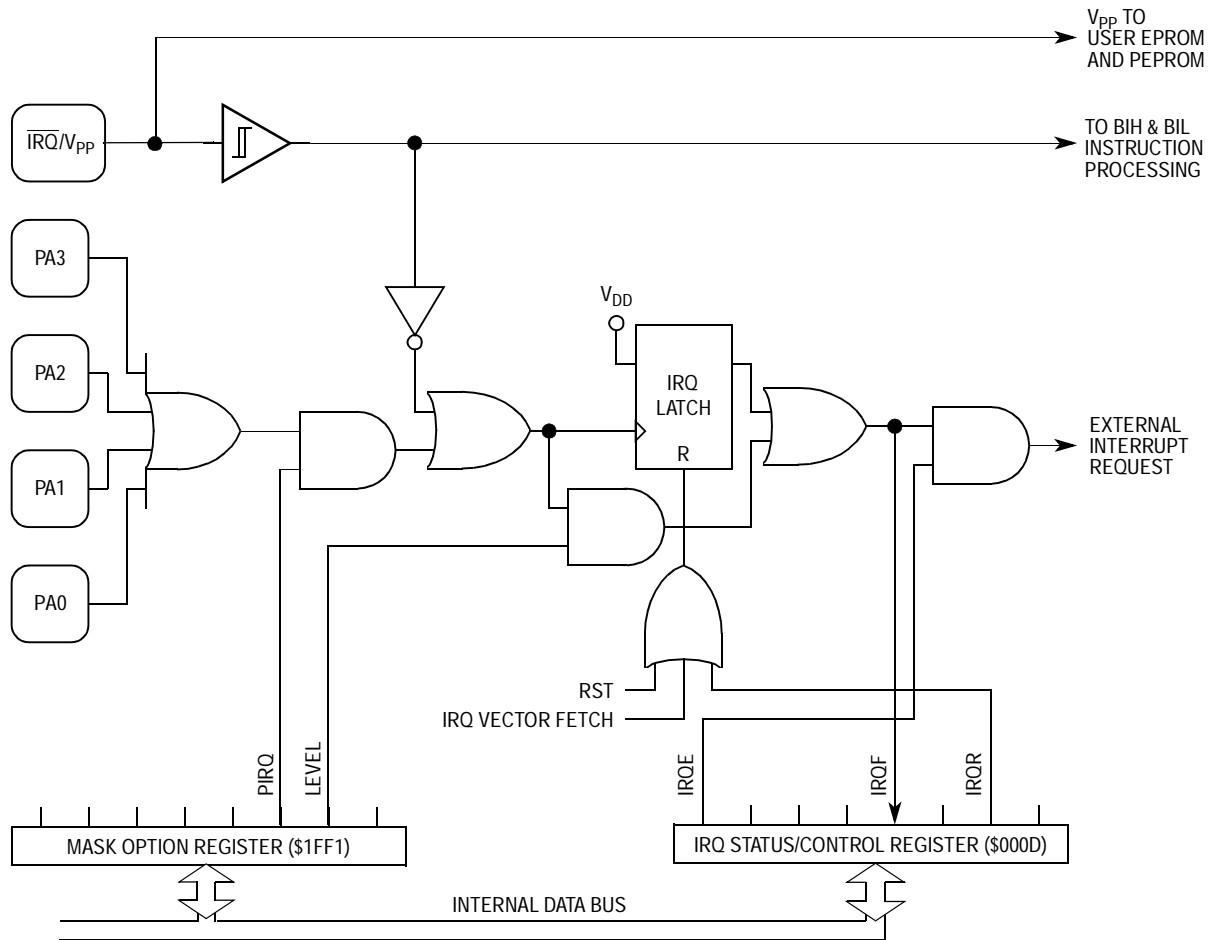 V_PP TO
USER EPROM
AND PEPROM
IRQ/V_PP
TO BIH & BIL
INSTRUCTION
PROCESSING
PA3
V_DD
PA2
IRQ
LATCH
R
EXTERNAL
INTERRUPT
REQUEST
PA1
PA0
RST
IRQ VECTOR FETCH
PIRQ
LEVEL
IRQE
IRQF
IRQR
MASK OPTION REGISTER ($1FF1)
IRQ STATUS/CONTROL REGISTER ($000D)
INTERNAL DATA BUS